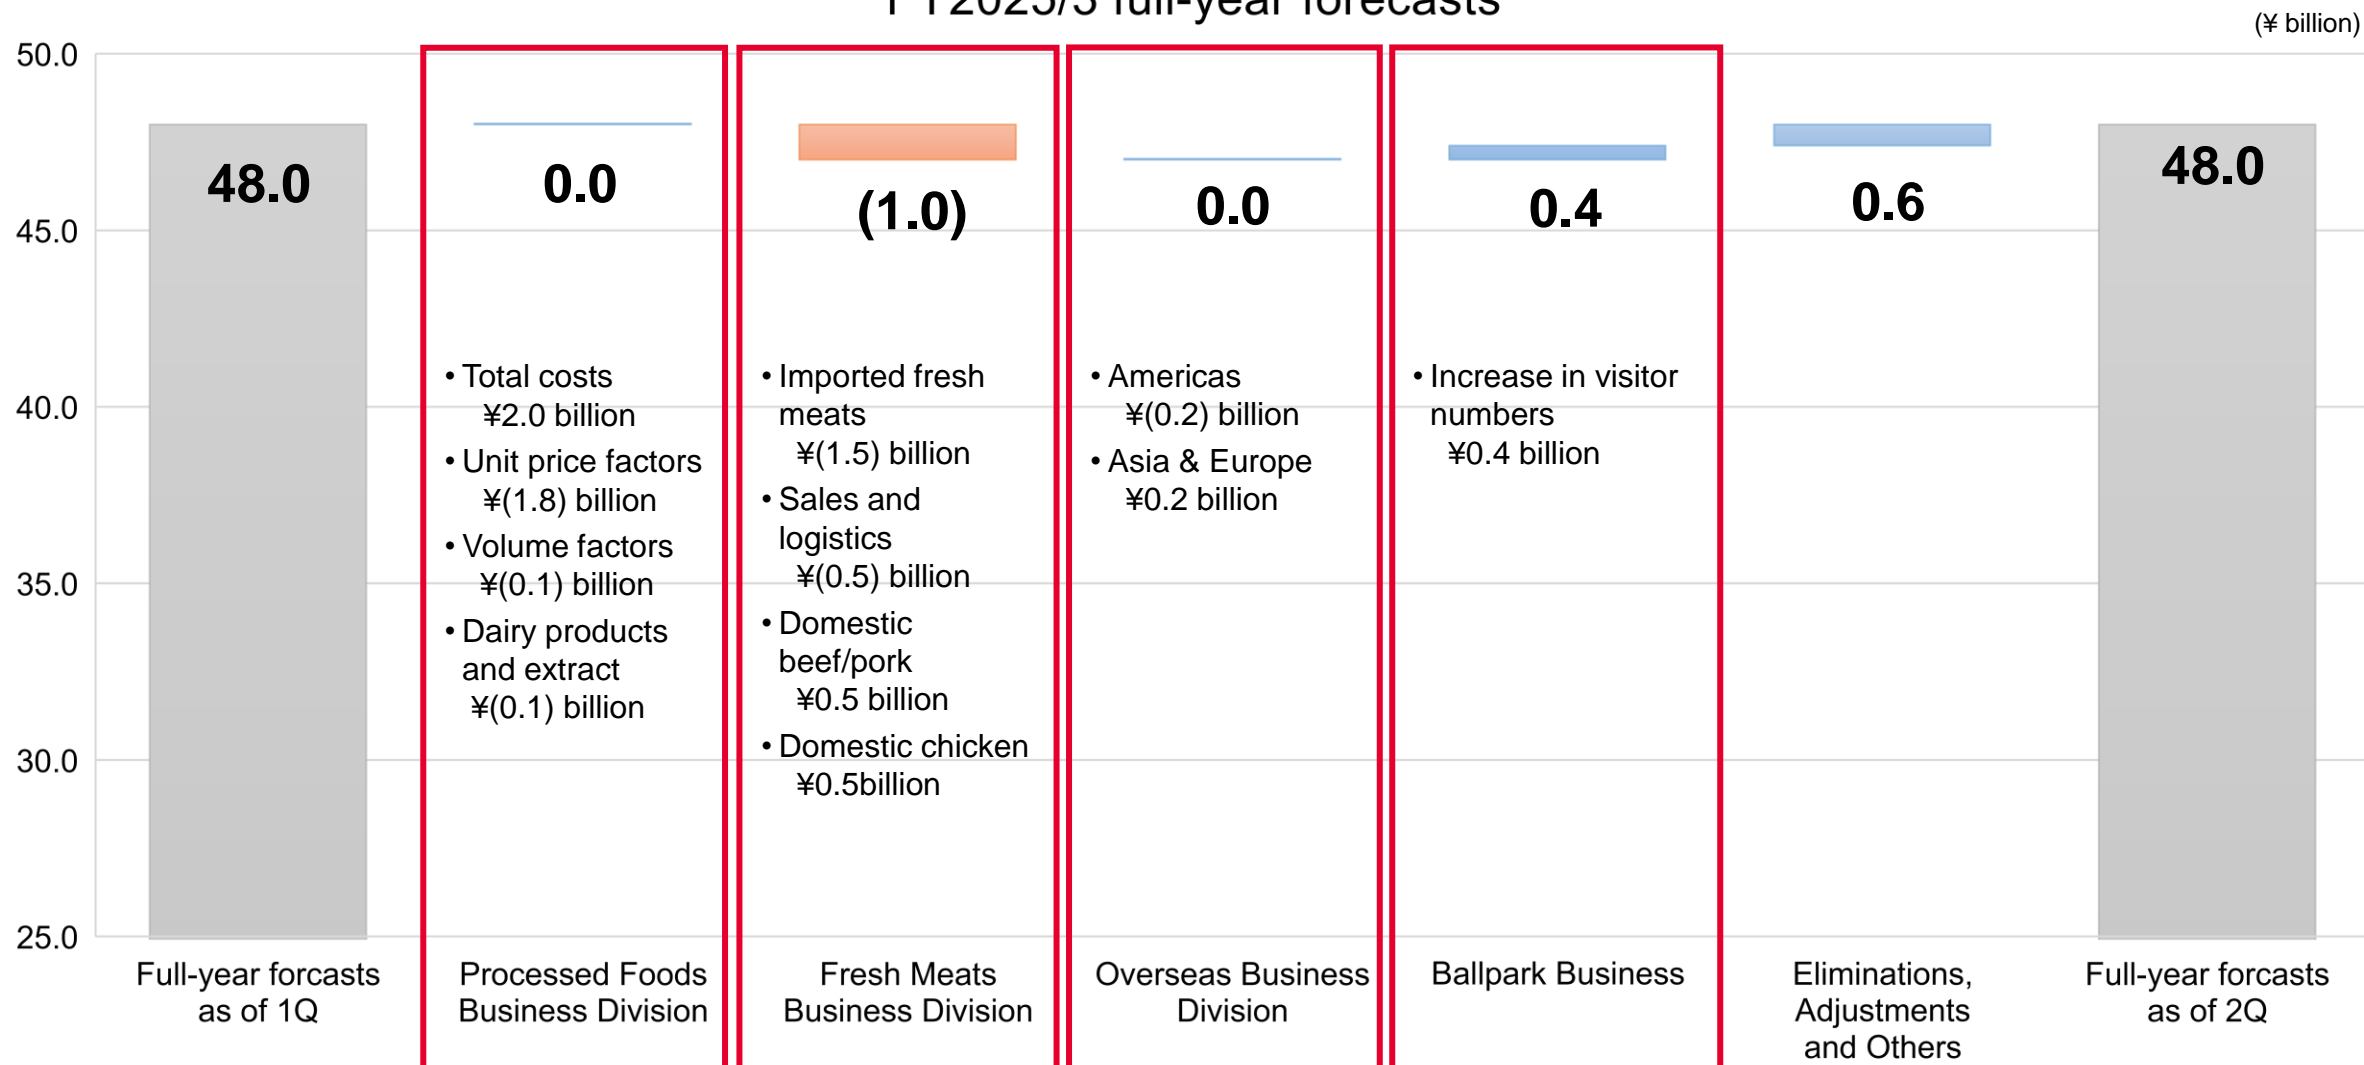 FY2025/3 full-year forecasts
(¥ billion)
50.0
45.0
40.0
35.0
30.0
25.0
48.0
0.0
(1.0)
0.0
0.4
0.6
48.0
• Total costs
¥2.0 billion
• Unit price factors
¥(1.8) billion
• Volume factors
¥(0.1) billion
• Dairy products
and extract
¥(0.1) billion
• Imported fresh
meats
¥(1.5) billion
• Sales and
logistics
¥(0.5) billion
• Domestic
beef/pork
¥0.5 billion
• Domestic chicken
¥0.5billion
• Americas
¥(0.2) billion
• Asia & Europe
¥0.2 billion
• Increase in visitor
numbers
¥0.4 billion
Full-year forcasts
as of 1Q
Processed Foods
Business Division
Fresh Meats
Business Division
Overseas Business
Division
Ballpark Business
Eliminations,
Adjustments
and Others
Full-year forcasts
as of 2Q